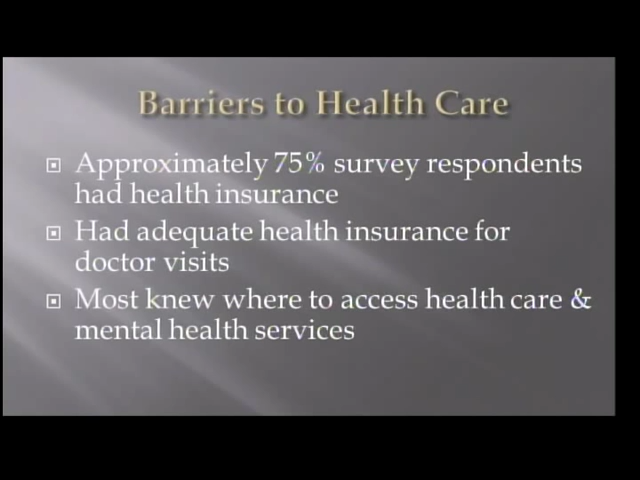 Barriers to Health Care
Approximately 75% survey respondents
had health insurance
Had adequate health insurance for
doctor visits
Most knew where to access health care &
mental health services